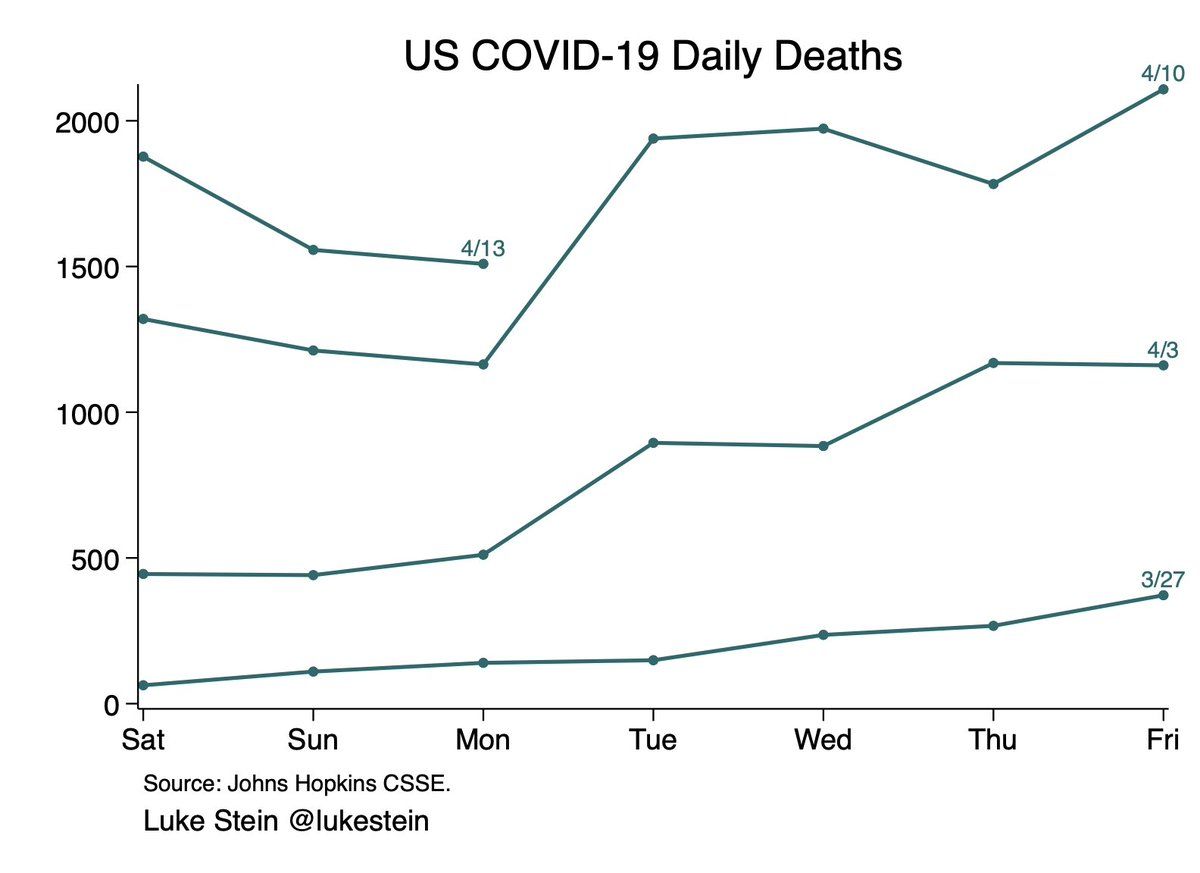 US COVID-19 Daily Deaths
4/10
2000
4/13
1500
4/3
1000
500
3/27
0
Sat Sun Mon Tue Wed Thu Fri
Source: Johns Hopkins CSSE.
Luke Stein @lukestein